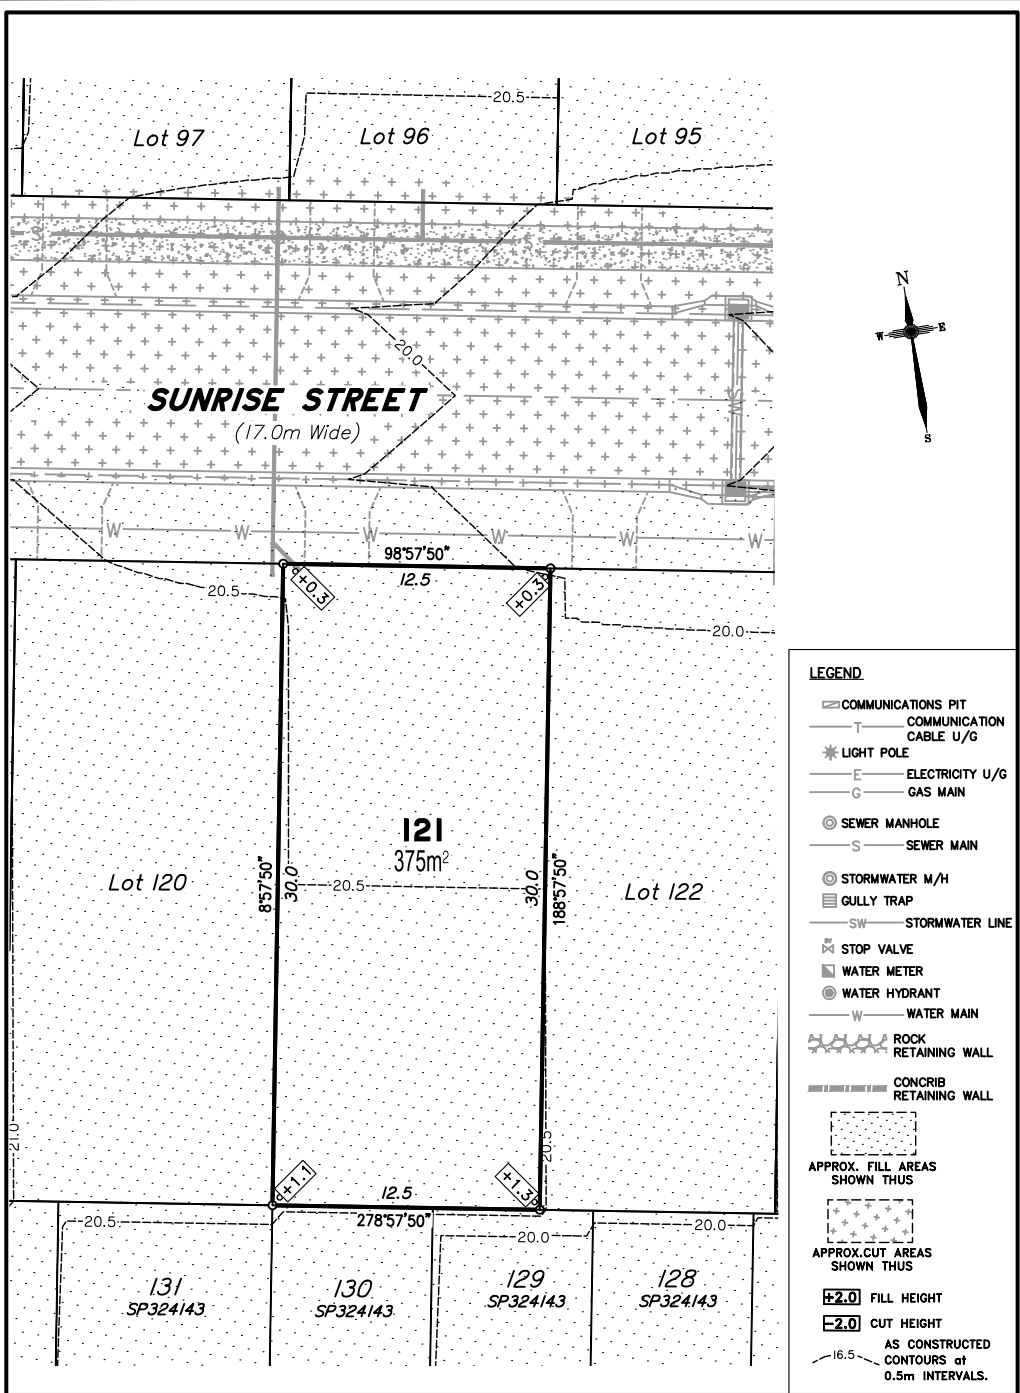 20.5
Lot 97
Lot 96
Lot 95
N
W
E
S
20.0
SUNRISE STREET
(17.0m Wide)
SW
W
W
W
W
W
W
98°57'50"
12.5
20.5
+0.3
+0.3
20.0
121
375m²
Lot 120
8°57'50"
30.0
20.5
30.0
188°57'50"
Lot 122
21.0
20.5
+1.1
+1.3
12.5
278°57'50"
20.5
20.0
20.0
131
SP324143
130
SP324143
129
SP324143
128
SP324143
LEGEND
COMMUNICATIONS PIT
T
COMMUNICATION
CABLE U/G
LIGHT POLE
E
ELECTRICITY U/G
G
GAS MAIN
SEWER MANHOLE
S
SEWER MAIN
STORMWATER M/H
GULLY TRAP
SW
STORMWATER LINE
SV
STOP VALVE
WATER METER
WATER HYDRANT
W
WATER MAIN
ROCK
RETAINING WALL
CONCRIB
RETAINING WALL
APPROX. FILL AREAS
SHOWN THUS
APPROX.CUT AREAS
SHOWN THUS
+2.0 FILL HEIGHT
-2.0 CUT HEIGHT
16.5
AS CONSTRUCTED
CONTOURS at
0.5m INTERVALS.